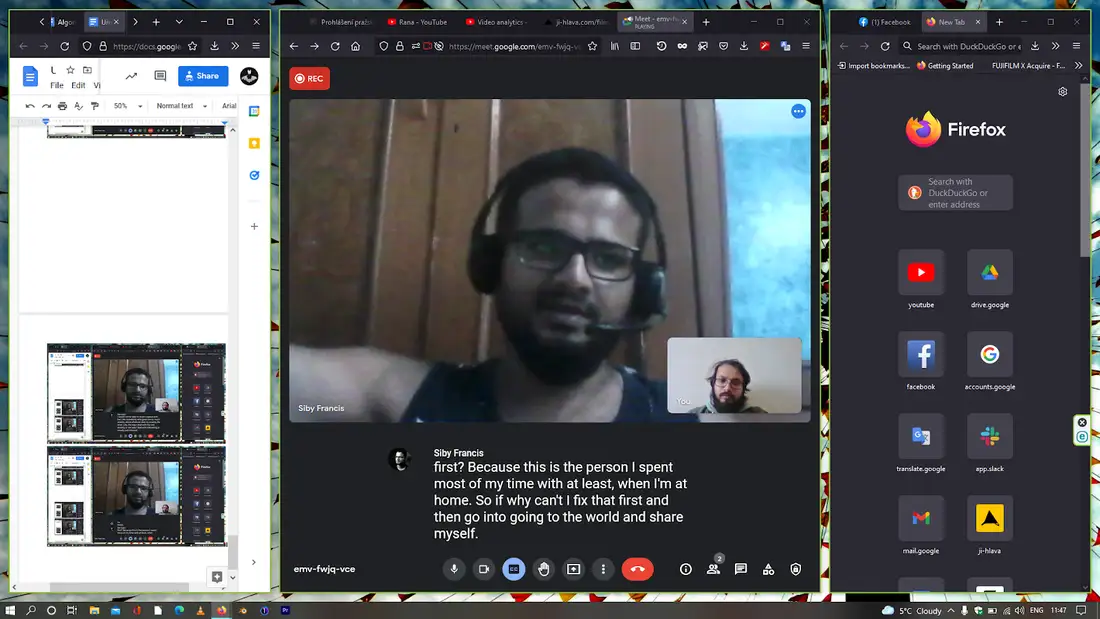 Algo
Liv
https://docs.google
L
File Edit Vi
Share
50%
Normal text
Arial
Prohlášení praz
Rana - YouTube
Video analytics -
ji-hlava.com/film
Meet - emv-f
PLAYING
https://meet.google.com/emv-fwjq-vc
REC
Siby Francis
You
Siby Francis
first? Because this is the person I spent
most of my time with at least, when I'm at
home. So if why can't I fix that first and
then go into going to the world and share
myself.
emv-fwjq-vce
2
(1) Facebook
New Tab
Search with DuckDuckGo or e
Import bookmarks...
Getting Started
FUJIFILM X Acquire - F...
Firefox
Search with
DuckDuckGo or
enter address
youtube
drive.google
facebook
accounts.google
translate.google
app.slack
mail.google
ji-hlava
5°C Cloudy
ENG
11:47